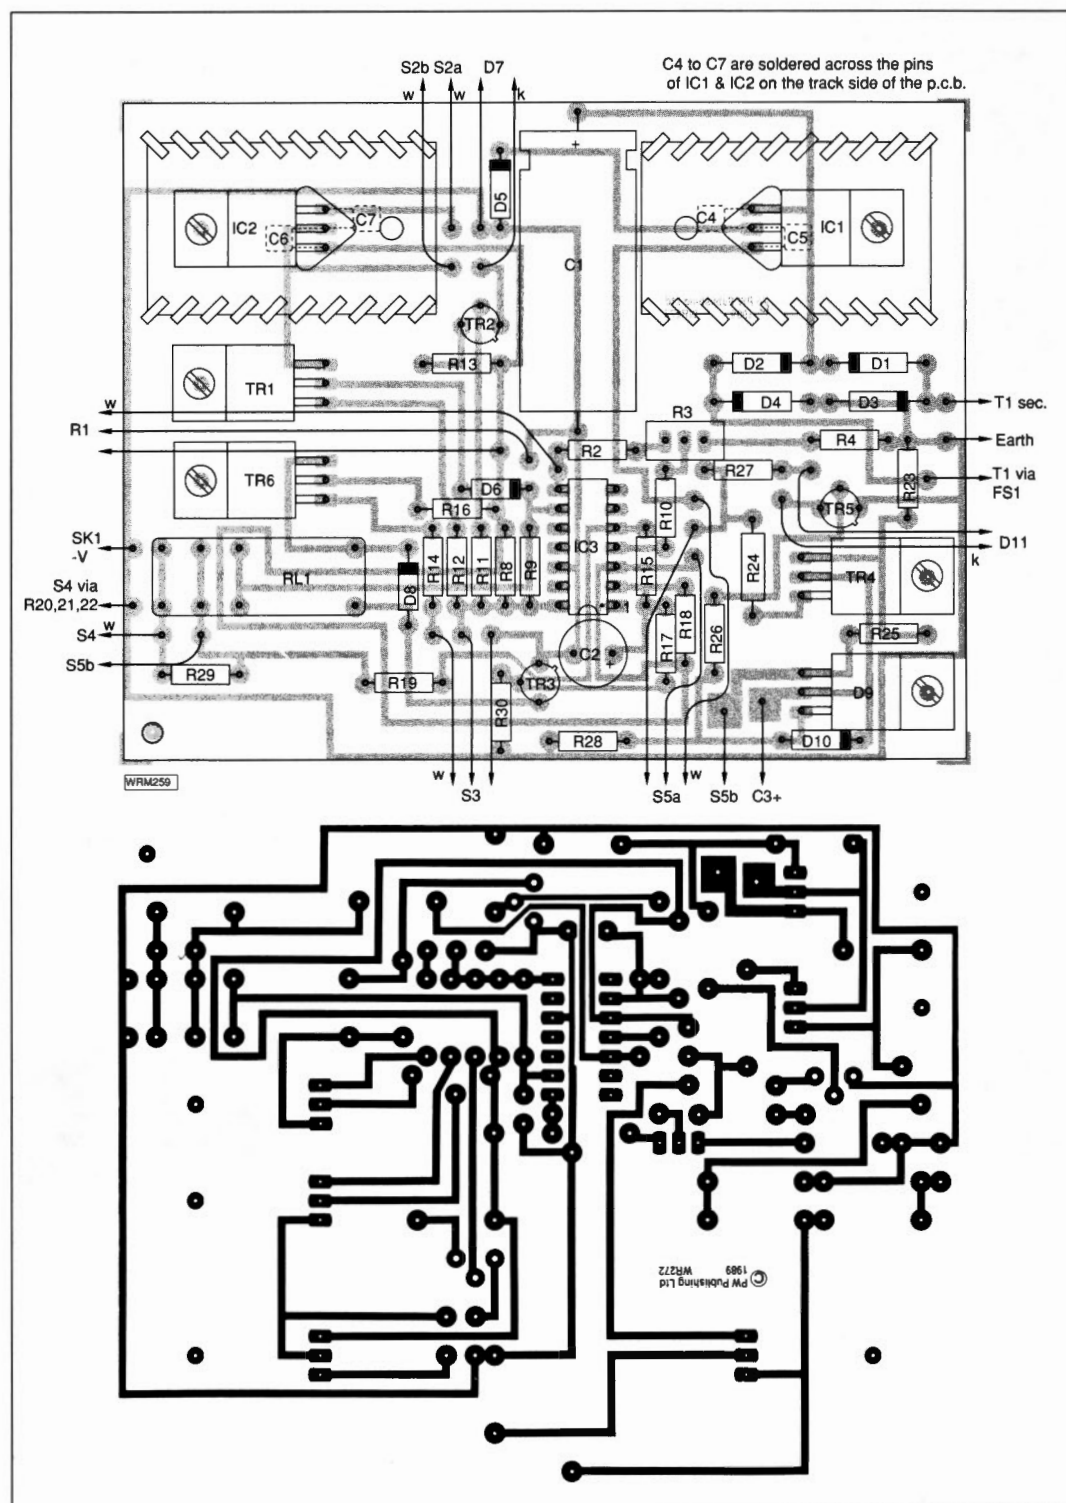 C4 to C7 are soldered across the pins
of IC1 & IC2 on the track side of the p.c.b.
S2b S2a D7
w w k
+
D5
IC2
C7
C6
C4
C5
IC1
C1
TR2
R13
D2
D1
TR1
D4
D3
T1 sec.
w
R1
R3
R2
R4
Earth
R27
TR6
D6
R16
R10
R23
T1 via
FS1
TR5
SK1
-V
RL1
D8
R14
R12
R11
R8
R9
IC3
R15
R24
D11
k
TR4
S4 via
R20,21,22
1
R18
R17
R26
R25
S4
w
S5b
R29
R19
TR3
C2
+
D9
R30
R28
D10
WRM259
w
S3
S5a
w
S5b
C3+
© PW Publishing Ltd
1989 WR272